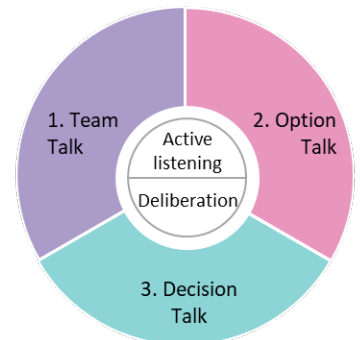 1. Team
Talk
2. Option
Talk
Active
listening
Deliberation
3. Decision
Talk